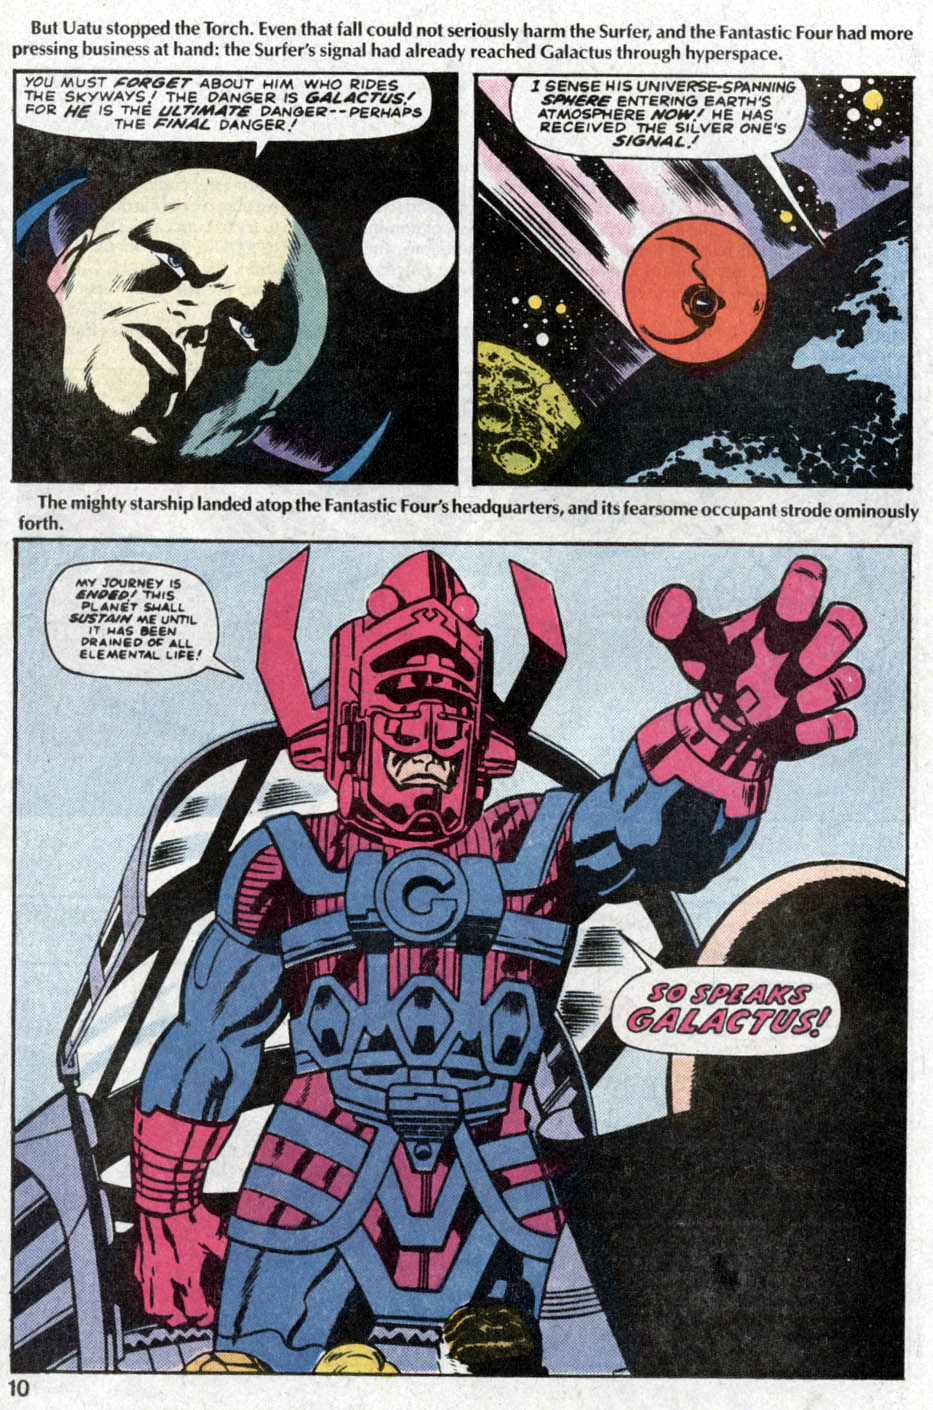 But Uatu stopped the Torch. Even that fall could not seriously harm the Surfer, and the Fantastic Four had more
pressing business at hand: the Surfer's signal had already reached Galactus through hyperspace.
YOU MUST FORGET ABOUT HIM WHO RIDES
THE SKYWAYS! THE DANGER IS GALACTUS!
FOR HE IS THE ULTIMATE DANGER--PERHAPS
THE FINAL DANGER!
I SENSE HIS UNIVERSE-SPANNING
SPHERE ENTERING EARTH'S
ATMOSPHERE NOW! HE HAS
RECEIVED THE SILVER ONE'S
SIGNAL!
The mighty starship landed atop the Fantastic Four's headquarters, and its fearsome occupant strode ominously
forth.
MY JOURNEY IS
ENDED! THIS
PLANET SHALL
SUSTAIN ME UNTIL
IT HAS BEEN
DRAINED OF ALL
ELEMENTAL LIFE!
G
SO SPEAKS
GALACTUS!
10